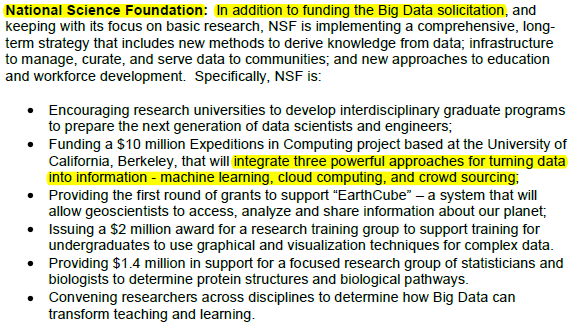 National Science Foundation: In addition to funding the Big Data solicitation, and
keeping with its focus on basic research, NSF is implementing a comprehensive, long-
term strategy that includes new methods to derive knowledge from data; infrastructure
to manage, curate, and serve data to communities; and new approaches to education
and workforce development. Specifically, NSF is:
• Encouraging research universities to develop interdisciplinary graduate programs
to prepare the next generation of data scientists and engineers;
• Funding a $10 million Expeditions in Computing project based at the University of
California, Berkeley, that will integrate three powerful approaches for turning data
into information - machine learning, cloud computing, and crowd sourcing;
• Providing the first round of grants to support “EarthCube” – a system that will
allow geoscientists to access, analyze and share information about our planet;
• Issuing a $2 million award for a research training group to support training for
undergraduates to use graphical and visualization techniques for complex data.
• Providing $1.4 million in support for a focused research group of statisticians and
biologists to determine protein structures and biological pathways.
• Convening researchers across disciplines to determine how Big Data can
transform teaching and learning.